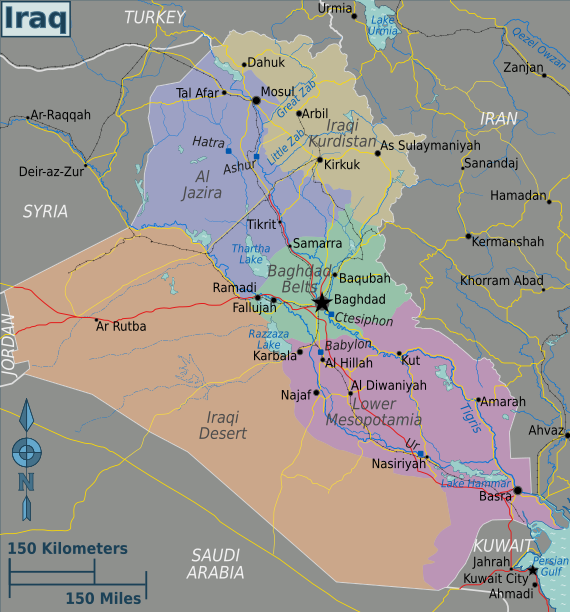 Iraq
TURKEY
Urmia
Lake
Urmia
Qezel Owzan
Zanjan
Dahuk
Tal Afar
Mosul
Great Zab
Arbil
Ar-Raqqah
IRAN
Iraqi
Kurdistan
Hatra
Ashur
Little Zab
As Sulaymaniyah
Deir-az-Zur
Kirkuk
Sanandaj
Al
Jazira
Hamadan
SYRIA
Tikrit
Samarra
Kermanshah
Thartha
Lake
Baghdad
Belts
Baqubah
Khorram Abad
Ramadi
Fallujah
Baghdad
Ctesiphon
Ar Rutba
JORDAN
Razzaza
Lake
Babylon
Karbala
Al Hillah
Kut
Najaf
Al Diwaniyah
Lower
Mesopotamia
Amarah
Tigris
Iraqi
Desert
Ahvaz
Ur
Nasiriyah
N
Lake Hammar
Basra
150 Kilometers
150 Miles
SAUDI
ARABIA
KUWAIT
Jahrah
Persian
Gulf
Kuwait City
Ahmadi